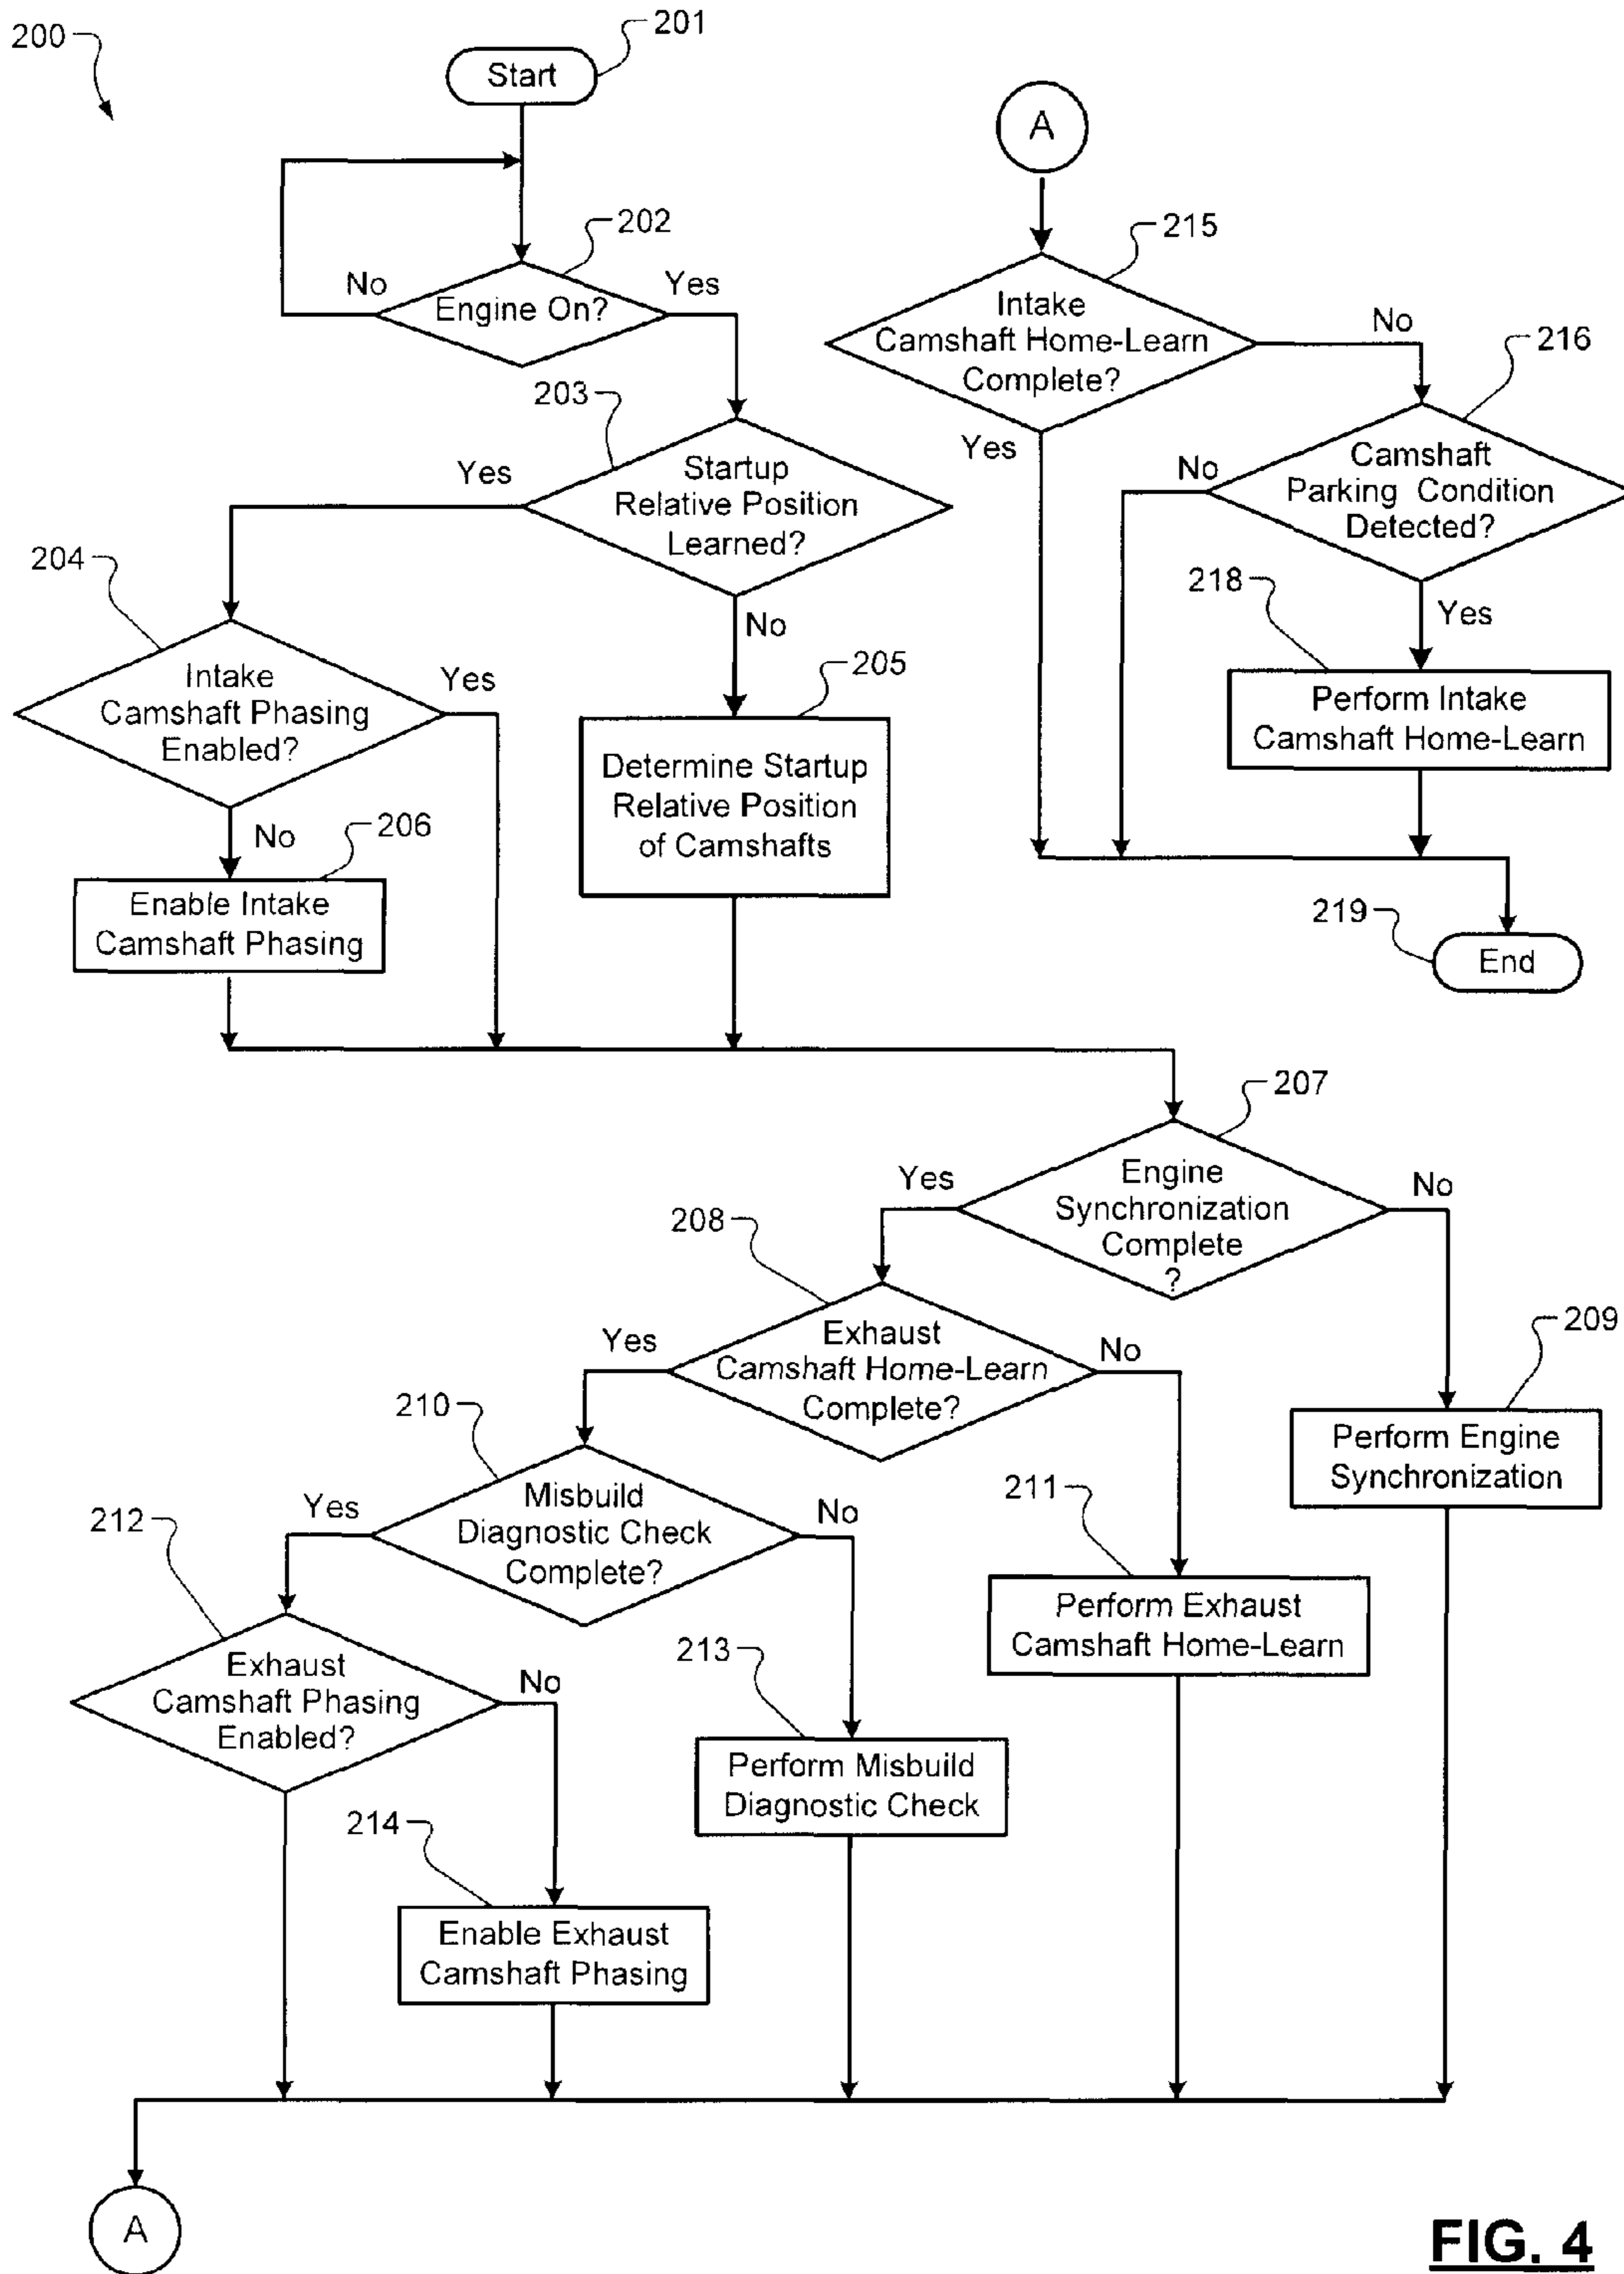 200
201
Start
202
No
Engine On?
Yes
203
Yes
Startup
Relative Position
Learned?
No
204
Intake
Camshaft Phasing
Enabled?
Yes
No
205
Determine Startup
Relative Position
of Camshafts
206
Enable Intake
Camshaft Phasing
A
215
Intake
Camshaft Home-Learn
Complete?
No
Yes
216
Camshaft
Parking Condition
Detected?
No
Yes
218
Perform Intake
Camshaft Home-Learn
219
End
207
Engine
Synchronization
Complete
?
Yes
No
208
Exhaust
Camshaft Home-Learn
Complete?
Yes
No
209
Perform Engine
Synchronization
210
Misbuild
Diagnostic Check
Complete?
Yes
No
211
Perform Exhaust
Camshaft Home-Learn
212
Exhaust
Camshaft Phasing
Enabled?
No
213
Perform Misbuild
Diagnostic Check
214
Enable Exhaust
Camshaft Phasing
A
FIG. 4